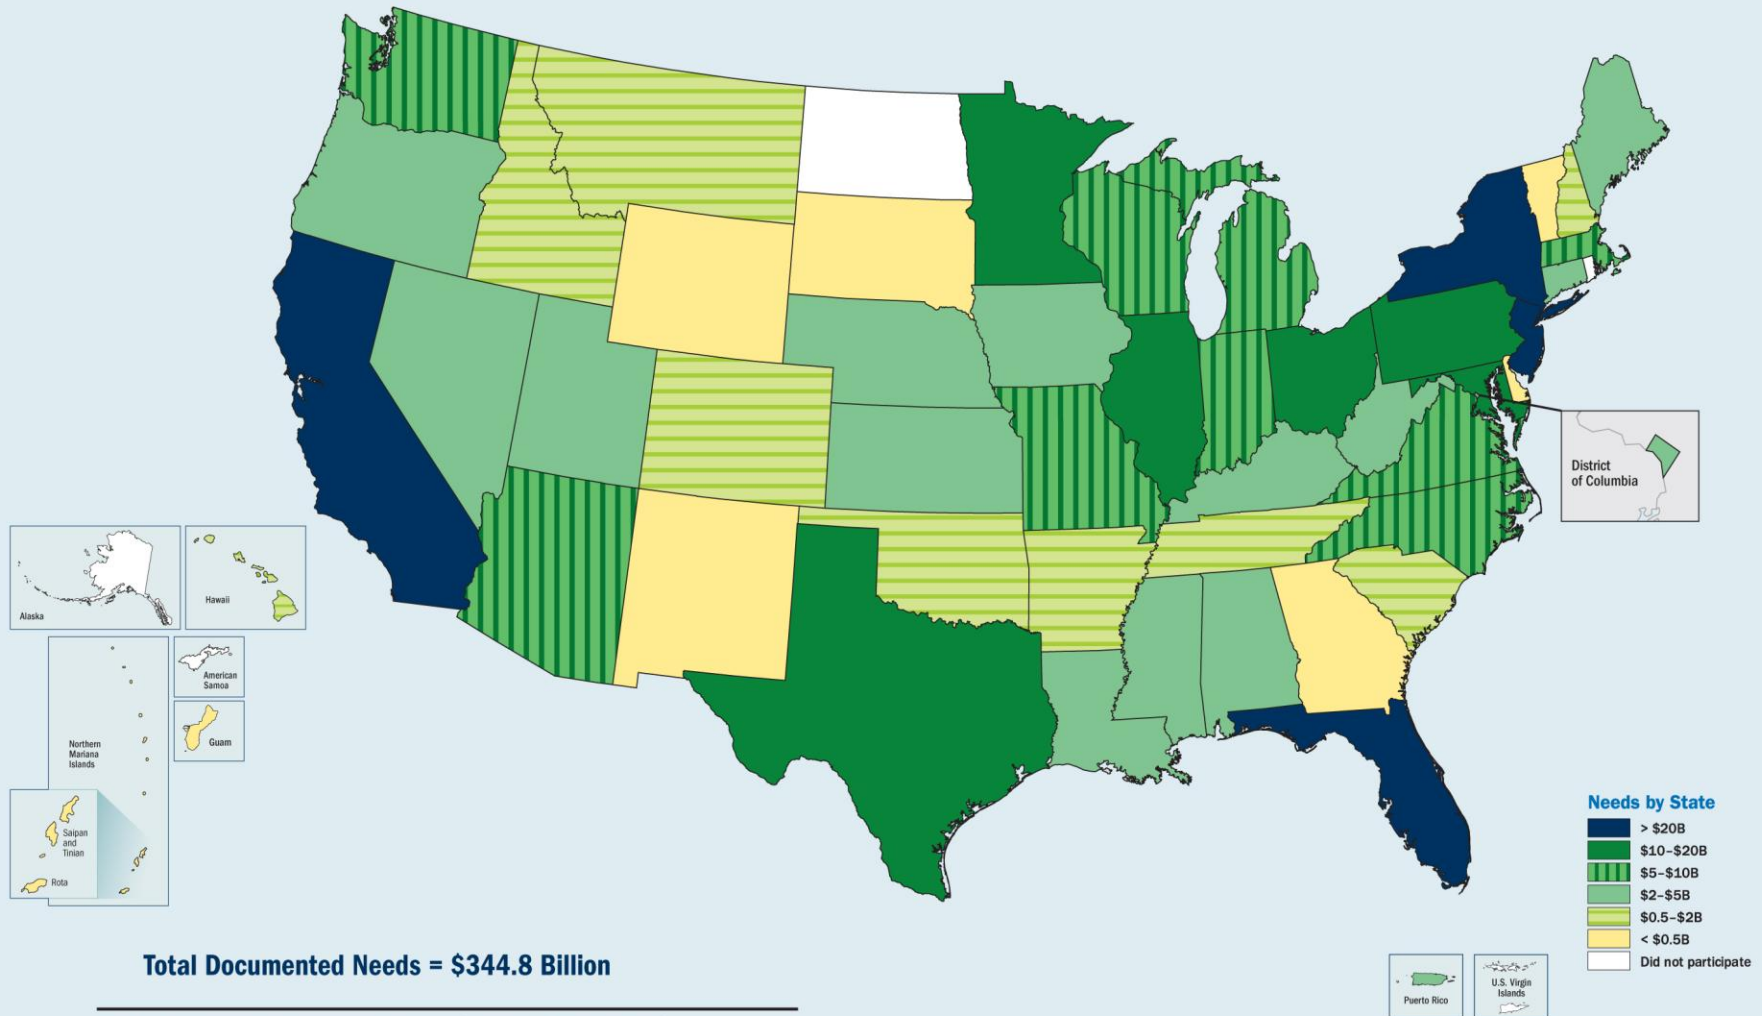 District
of Columbia
Alaska
Hawaii
American
Samoa
Guam
Northern
Mariana
Islands
Saipan
and
Tinian
Rota
Needs by State
> $20B
$10–$20B
$5–$10B
$2–$5B
$0.5–$2B
< $0.5B
Did not participate
Total Documented Needs = $344.8 Billion
Puerto Rico
U.S. Virgin
Islands